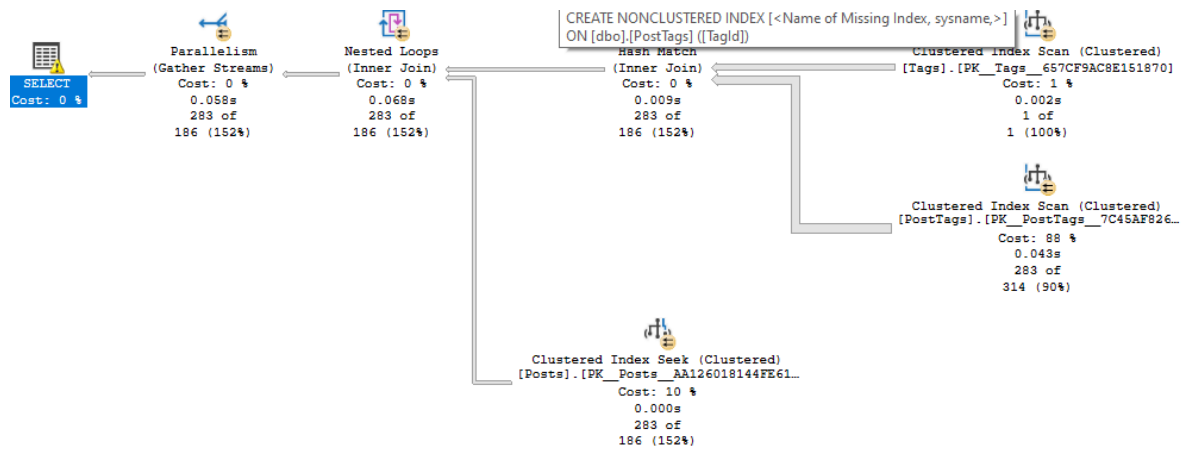 CREATE NONCLUSTERED INDEX [<Name of Missing Index, sysname,>]
ON [dbo].[PostTags] ([TagId])
SELECT
Cost: 0 %
Parallelism
(Gather Streams)
Cost: 0 %
0.058s
283 of
186 (152%)
Nested Loops
(Inner Join)
Cost: 0 %
0.068s
283 of
186 (152%)
Hash Match
(Inner Join)
Cost: 0 %
0.009s
283 of
186 (152%)
Clustered Index Scan (Clustered)
[Tags].[PK__Tags__657CF9AC8E151870]
Cost: 1 %
0.002s
1 of
1 (100%)
Clustered Index Scan (Clustered)
[PostTags].[PK__PostTags__7C45AF826…
Cost: 88 %
0.043s
283 of
314 (90%)
Clustered Index Seek (Clustered)
[Posts].[PK__Posts__AA126018144FE61…
Cost: 10 %
0.000s
283 of
186 (152%)